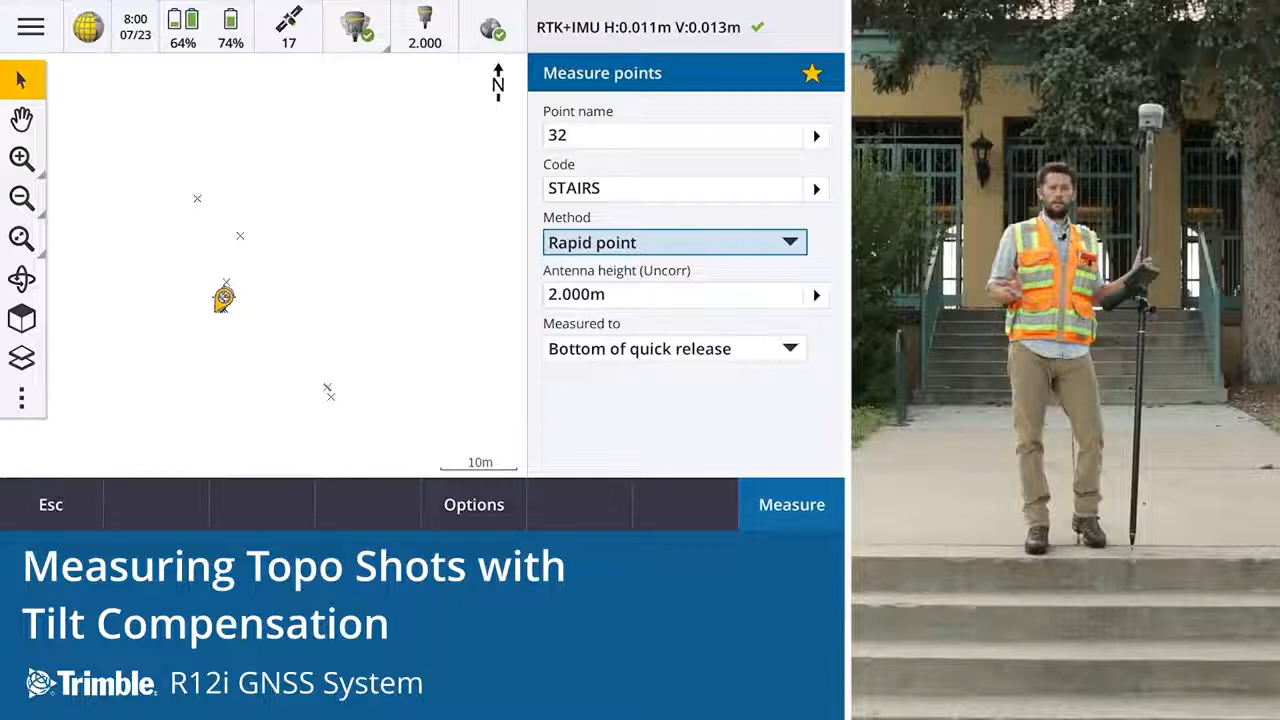 8:00
07/23
64%
74%
17
2.000
RTK+IMU H:0.011m V:0.013m
N
Measure points
Point name
32
Code
STAIRS
Method
Rapid point
Antenna height (Uncorr)
2.000m
Measured to
Bottom of quick release
10m
Esc
Options
Measure
Measuring Topo Shots with
Tilt Compensation
Trimble. R12i GNSS System